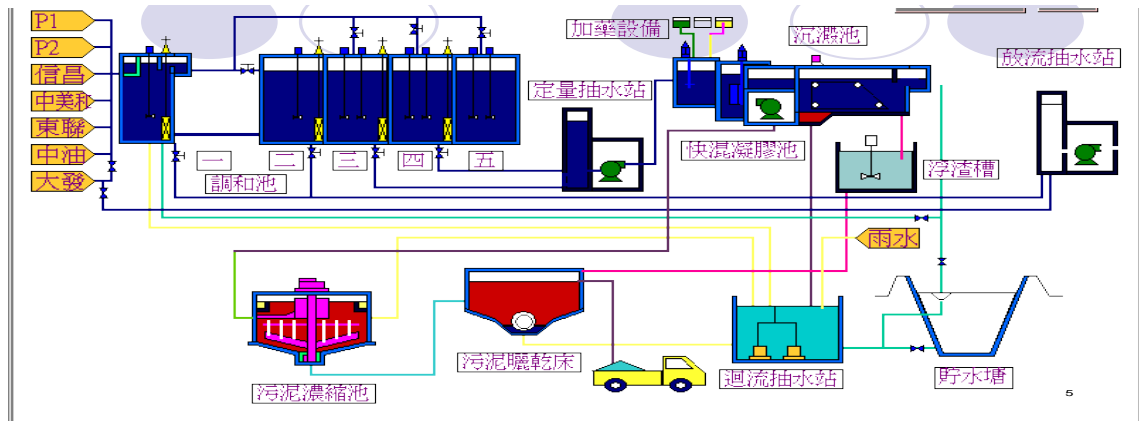 P1
P2
信昌
中美和
東聯
中油
大發
加藥設備
沉澱池
放流抽水站
定量抽水站
一
二
三
四
五
調和池
快混凝膠池
浮渣槽
雨水
污泥濃縮池
污泥曬乾床
迴流抽水站
貯水塘
5